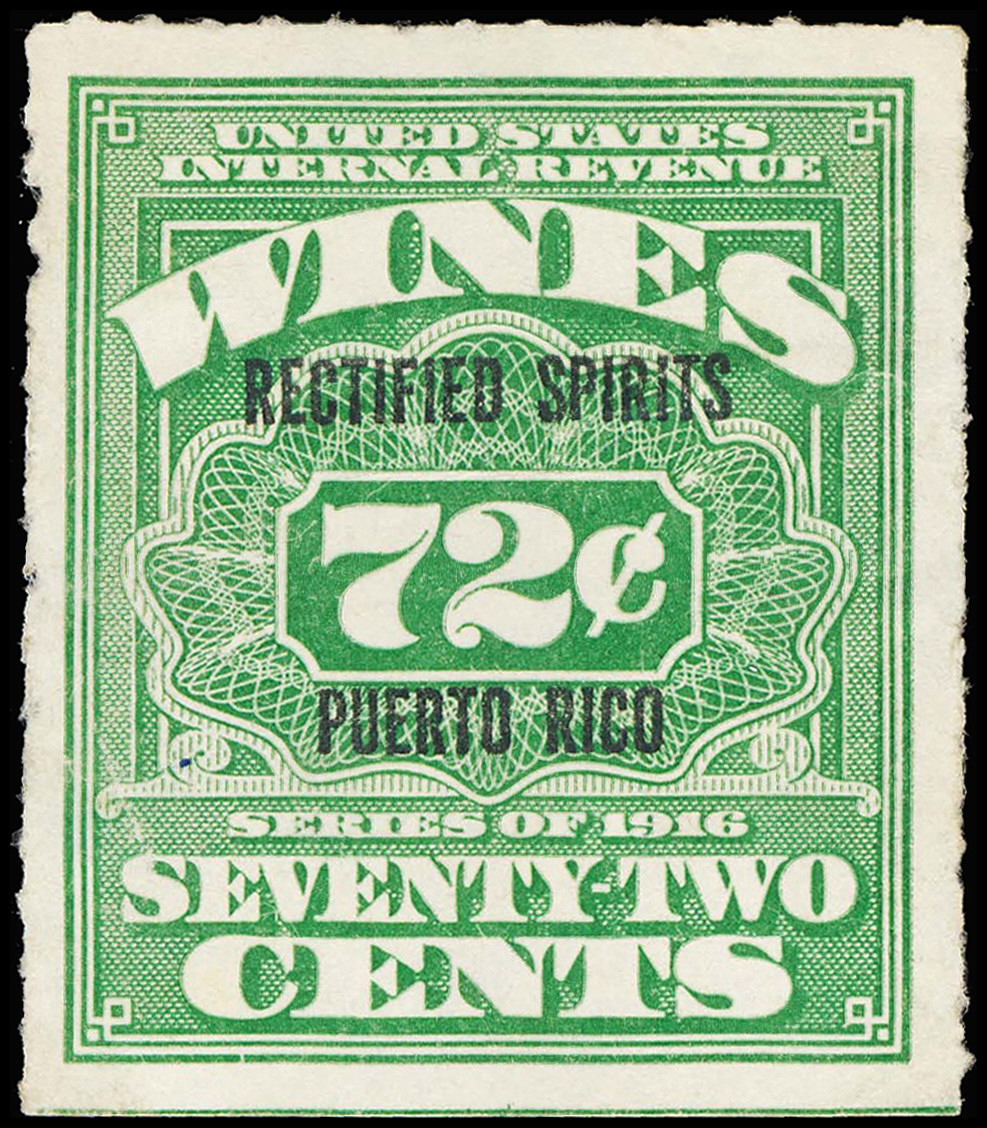 UNITED STATES
INTERNAL REVENUE
WINES
RECTIFIED SPIRITS
72¢
PUERTO RICO
SERIES OF 1916
SEVENTY-TWO
CENTS